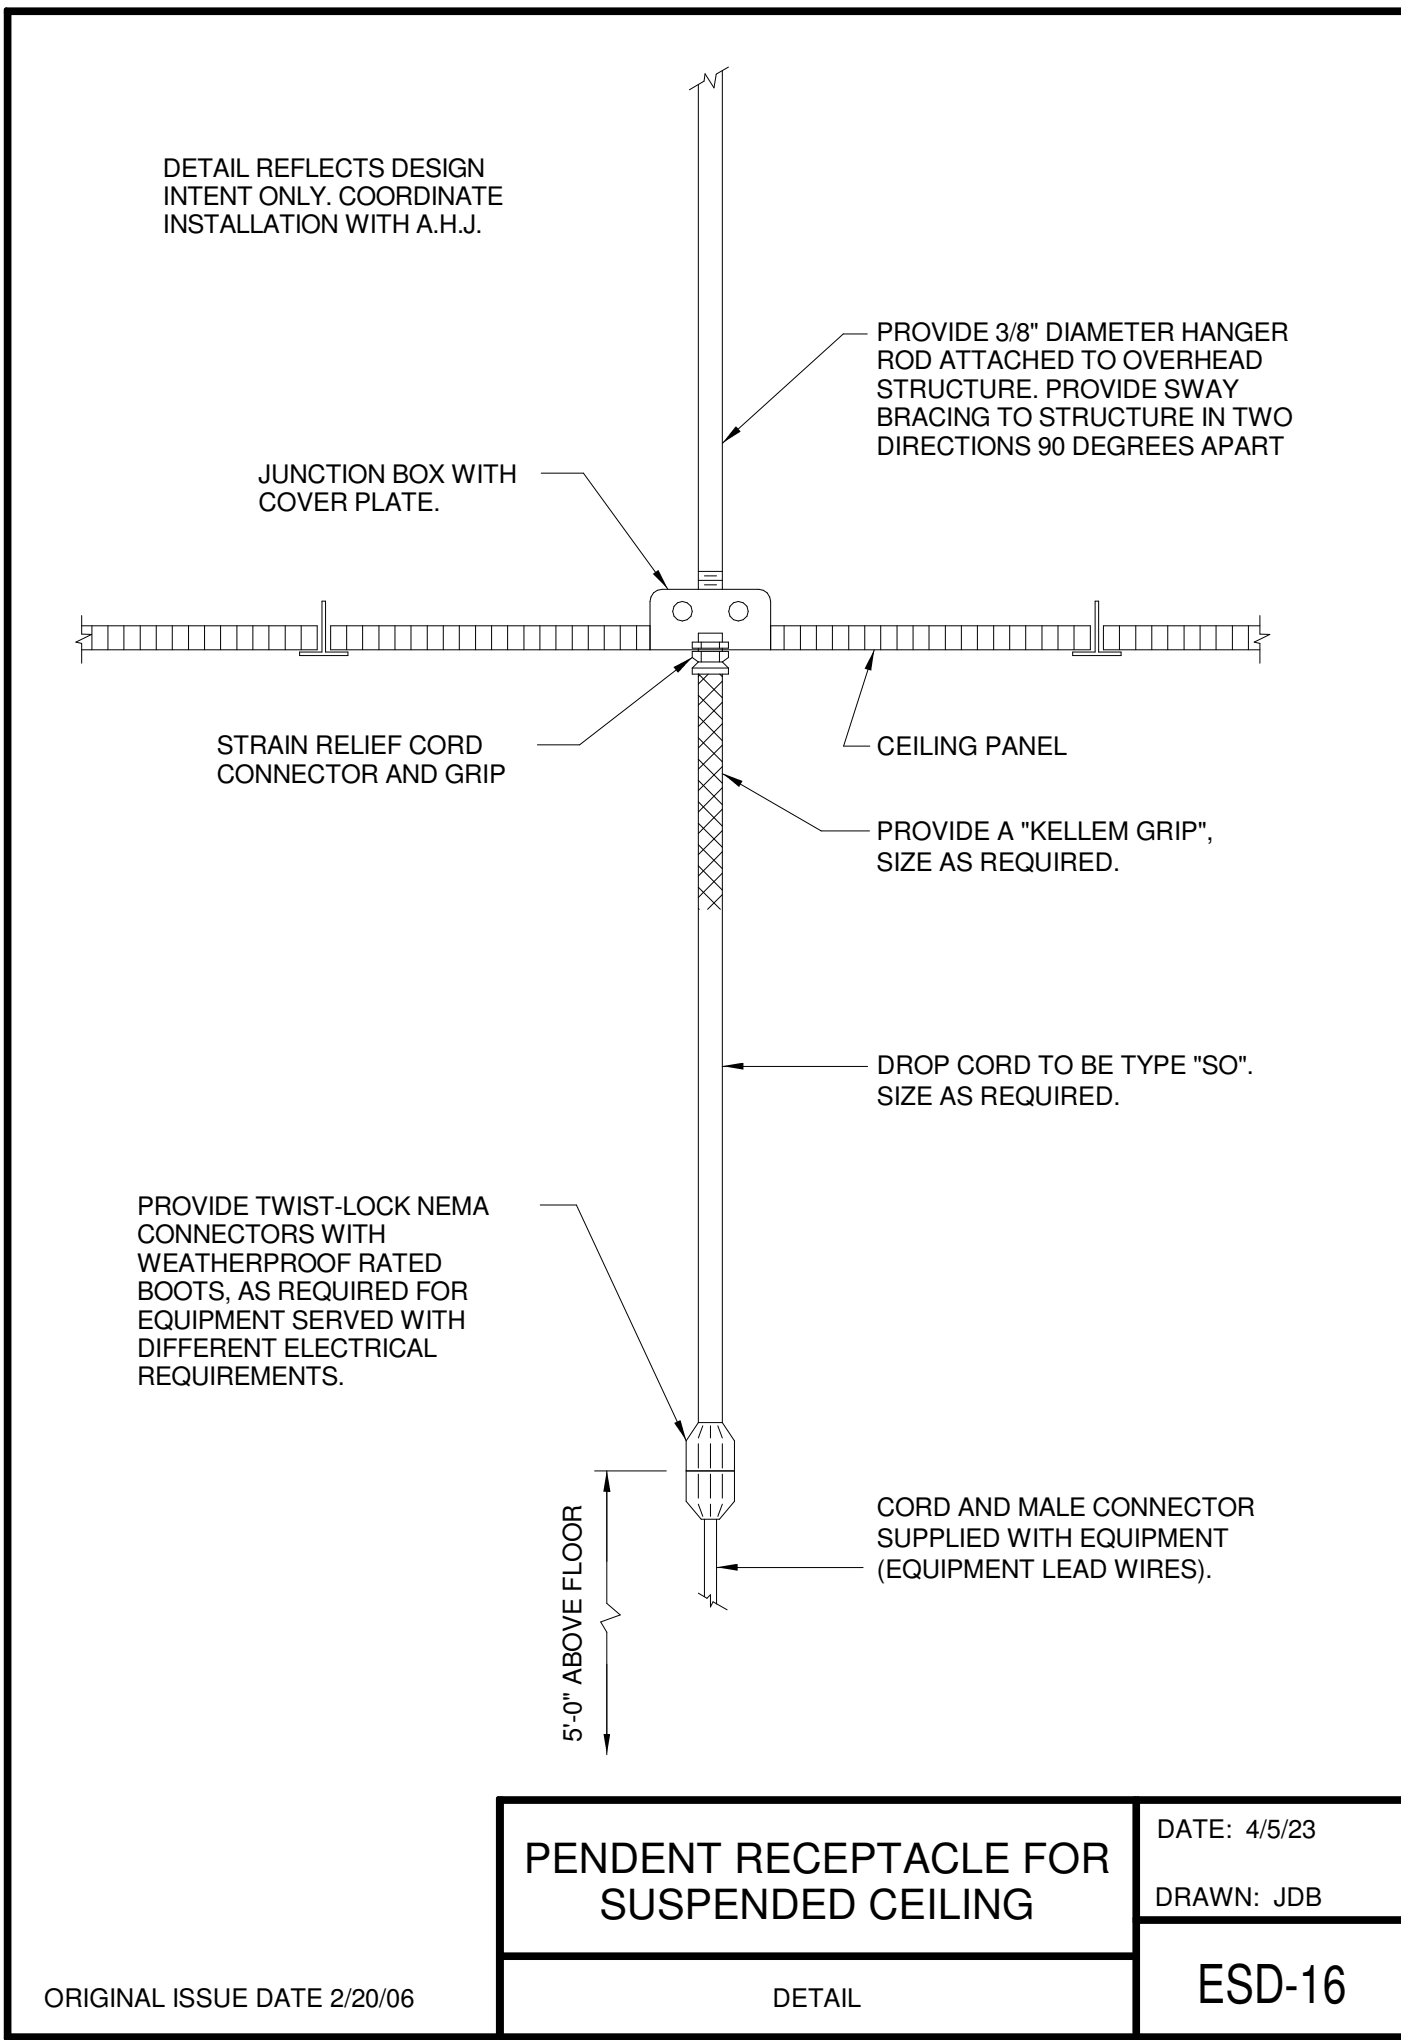 DETAIL REFLECTS DESIGN
INTENT ONLY. COORDINATE
INSTALLATION WITH A.H.J.
PROVIDE 3/8" DIAMETER HANGER
ROD ATTACHED TO OVERHEAD
STRUCTURE. PROVIDE SWAY
BRACING TO STRUCTURE IN TWO
DIRECTIONS 90 DEGREES APART
JUNCTION BOX WITH
COVER PLATE.
STRAIN RELIEF CORD
CONNECTOR AND GRIP
CEILING PANEL
PROVIDE A "KELLEM GRIP",
SIZE AS REQUIRED.
DROP CORD TO BE TYPE "SO".
SIZE AS REQUIRED.
PROVIDE TWIST-LOCK NEMA
CONNECTORS WITH
WEATHERPROOF RATED
BOOTS, AS REQUIRED FOR
EQUIPMENT SERVED WITH
DIFFERENT ELECTRICAL
REQUIREMENTS.
CORD AND MALE CONNECTOR
SUPPLIED WITH EQUIPMENT
(EQUIPMENT LEAD WIRES).
5'-0" ABOVE FLOOR
PENDENT RECEPTACLE FOR
SUSPENDED CEILING
DATE: 4/5/23
DRAWN: JDB
ORIGINAL ISSUE DATE 2/20/06
DETAIL
ESD-16